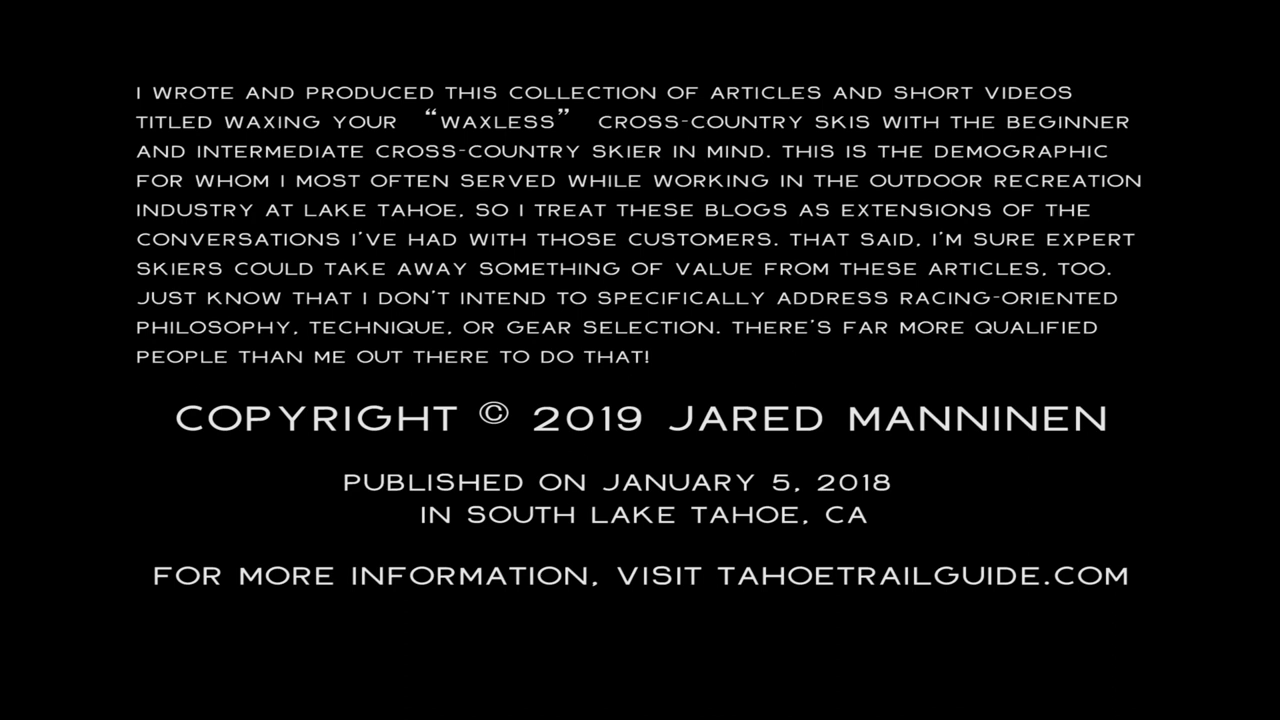 I WROTE AND PRODUCED THIS COLLECTION OF ARTICLES AND SHORT VIDEOS
TITLED WAXING YOUR “WAXLESS” CROSS-COUNTRY SKIS WITH THE BEGINNER
AND INTERMEDIATE CROSS-COUNTRY SKIER IN MIND. THIS IS THE DEMOGRAPHIC
FOR WHOM I MOST OFTEN SERVED WHILE WORKING IN THE OUTDOOR RECREATION
INDUSTRY AT LAKE TAHOE, SO I TREAT THESE BLOGS AS EXTENSIONS OF THE
CONVERSATIONS I'VE HAD WITH THOSE CUSTOMERS. THAT SAID, I'M SURE EXPERT
SKIERS COULD TAKE AWAY SOMETHING OF VALUE FROM THESE ARTICLES, TOO.
JUST KNOW THAT I DON'T INTEND TO SPECIFICALLY ADDRESS RACING-ORIENTED
PHILOSOPHY, TECHNIQUE, OR GEAR SELECTION. THERE'S FAR MORE QUALIFIED
PEOPLE THAN ME OUT THERE TO DO THAT!
COPYRIGHT © 2019 JARED MANNINEN
PUBLISHED ON JANUARY 5, 2018
IN SOUTH LAKE TAHOE, CA
FOR MORE INFORMATION, VISIT TAHOETRAILGUIDE.COM